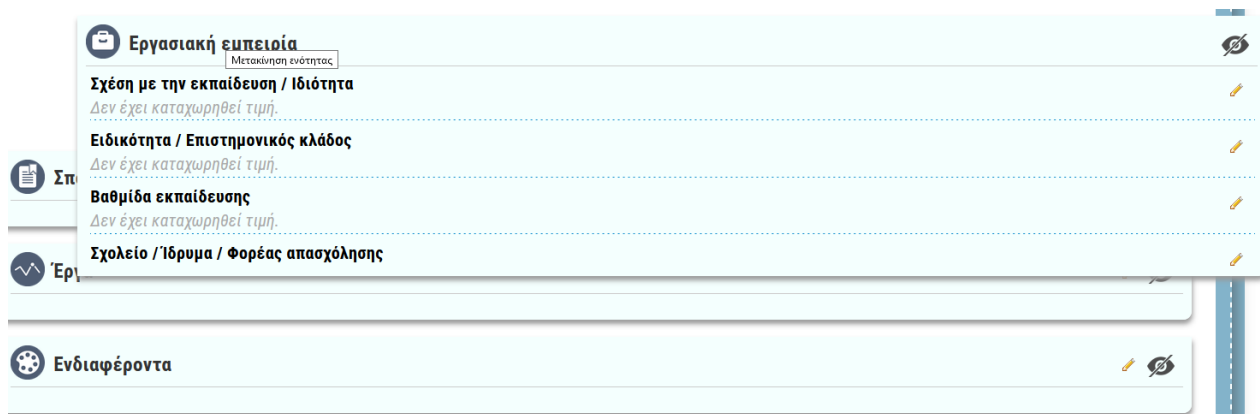 Εργασιακή εμπειρία
Μετακίνηση ενότητας
Σχέση με την εκπαίδευση / Ιδιότητα
Δεν έχει καταχωρηθεί τιμή.
Ειδικότητα / Επιστημονικός κλάδος
Δεν έχει καταχωρηθεί τιμή.
Βαθμίδα εκπαίδευσης
Δεν έχει καταχωρηθεί τιμή.
Σχολείο / Ίδρυμα / Φορέας απασχόλησης
Ενδιαφέροντα